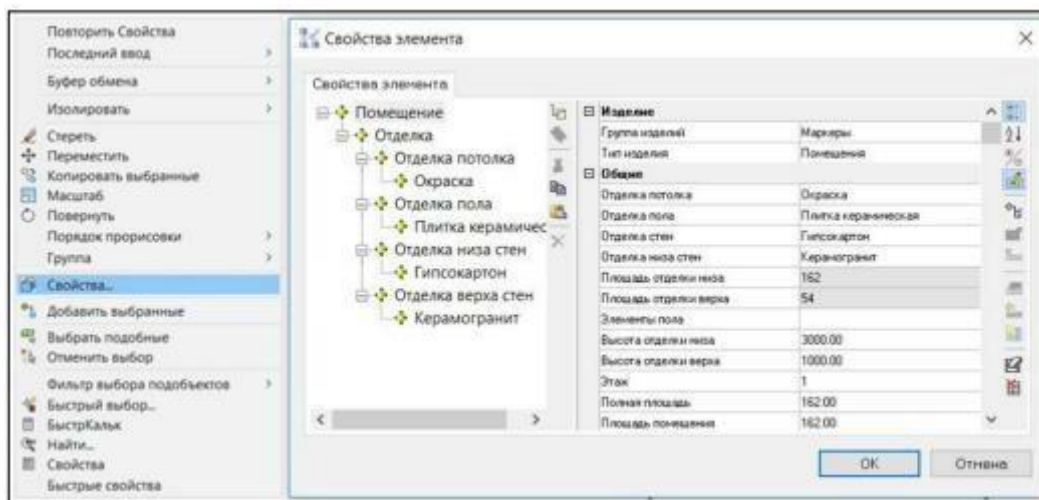 Повторить Свойства
Последний ввод
Буфер обмена
Изолировать
Стереть
Переместить
Копировать выбранные
Масштаб
Повернуть
Порядок прорисовки
Группа
Свойства...
Добавить выбранные
Выбрать подобные
Отменить выбор
Фильтр выбора подобъектов
Быстрый выбор...
БыстрКальк
Найти...
Свойства
Быстрые свойства
Свойства элемента
Свойства элемента
Помещение
Отделка
Отделка потолка
Окраска
Отделка пола
Плитка керамичес
Отделка низа стен
Гипсокартон
Отделка верха стен
Керамогранит
Изделие
Группа изделий Маркеры
Тип изделия Помещения
Общие
Отделка потолка Окраска
Отделка пола Плитка керамическая
Отделка стен Гипсокартон
Отделка низа стен Керамогранит
Площадь отделки низа 162
Площадь отделки верха 54
Элементы пола
Высота отделки низа 3000.00
Высота отделки верха 1000.00
Этаж 1
Полная площадь 162.00
Площадь помещения 162.00
ОК Отмена